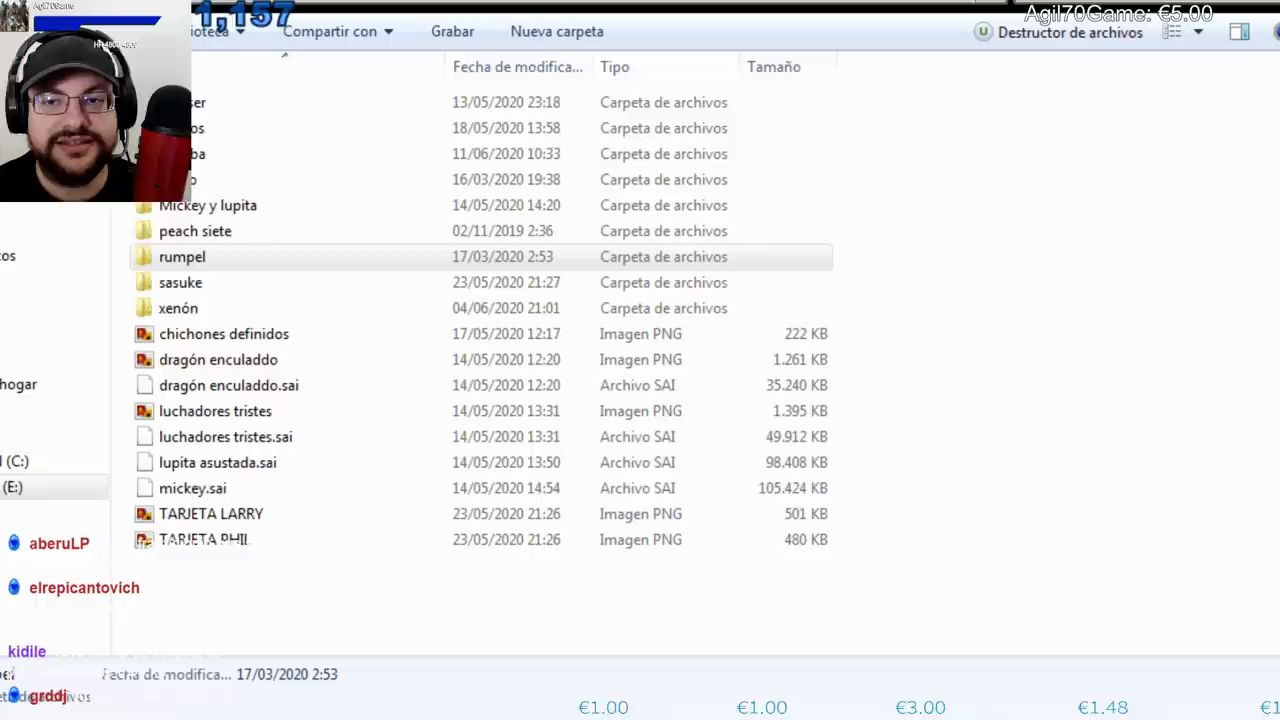 Agil70Game
1,157
Agil70Game: €5.00
Compartir con
Grabar
Nueva carpeta
Destructor de archivos
Fecha de modifica...
Tipo
Tamaño
13/05/2020 23:18
Carpeta de archivos
18/05/2020 13:58
Carpeta de archivos
11/06/2020 10:33
Carpeta de archivos
16/03/2020 19:38
Carpeta de archivos
Mickey y lupita 14/05/2020 14:20 Carpeta de archivos
peach siete 02/11/2019 2:36 Carpeta de archivos
rumpel 17/03/2020 2:53 Carpeta de archivos
sasuke 23/05/2020 21:27 Carpeta de archivos
xenón 04/06/2020 21:01 Carpeta de archivos
chichones definidos 17/05/2020 12:17 Imagen PNG 222 KB
dragón enculaddo 14/05/2020 12:20 Imagen PNG 1.261 KB
dragón enculaddo.sai 14/05/2020 12:20 Archivo SAI 35.240 KB
luchadores tristes 14/05/2020 13:31 Imagen PNG 1.395 KB
luchadores tristes.sai 14/05/2020 13:31 Archivo SAI 49.912 KB
lupita asustada.sai 14/05/2020 13:50 Archivo SAI 98.408 KB
mickey.sai 14/05/2020 14:54 Archivo SAI 105.424 KB
TARJETA LARRY 23/05/2020 21:26 Imagen PNG 501 KB
TARJETA PHIL 23/05/2020 21:26 Imagen PNG 480 KB
hogar
(C:)
(E:)
aberuLP
elrepicantovich
kidile
grddj
Fecha de modifica... 17/03/2020 2:53
€1.00 €1.00 €3.00 €1.48